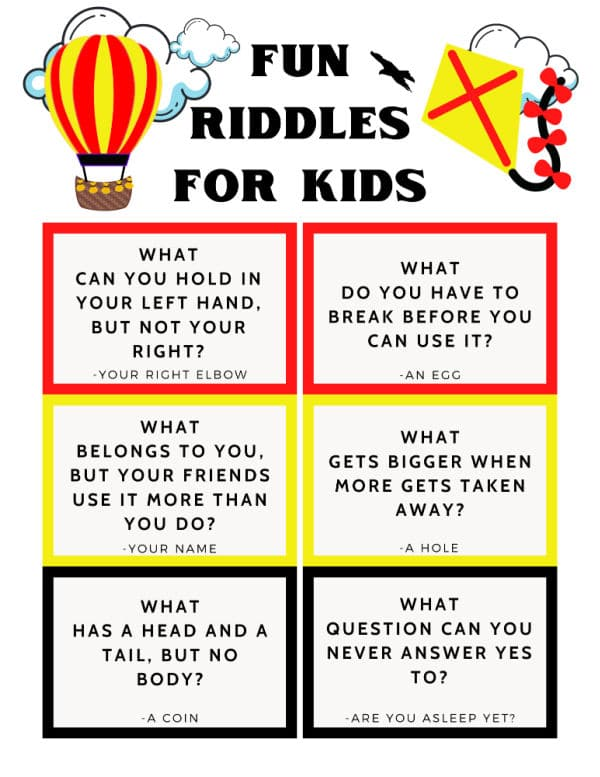 FUN
RIDDLES
FOR KIDS
WHAT
CAN YOU HOLD IN
YOUR LEFT HAND,
BUT NOT YOUR
RIGHT?
-YOUR RIGHT ELBOW
WHAT
DO YOU HAVE TO
BREAK BEFORE YOU
CAN USE IT?
-AN EGG
WHAT
BELONGS TO YOU,
BUT YOUR FRIENDS
USE IT MORE THAN
YOU DO?
-YOUR NAME
WHAT
GETS BIGGER WHEN
MORE GETS TAKEN
AWAY?
-A HOLE
WHAT
HAS A HEAD AND A
TAIL, BUT NO
BODY?
-A COIN
WHAT
QUESTION CAN YOU
NEVER ANSWER YES
TO?
-ARE YOU ASLEEP YET?